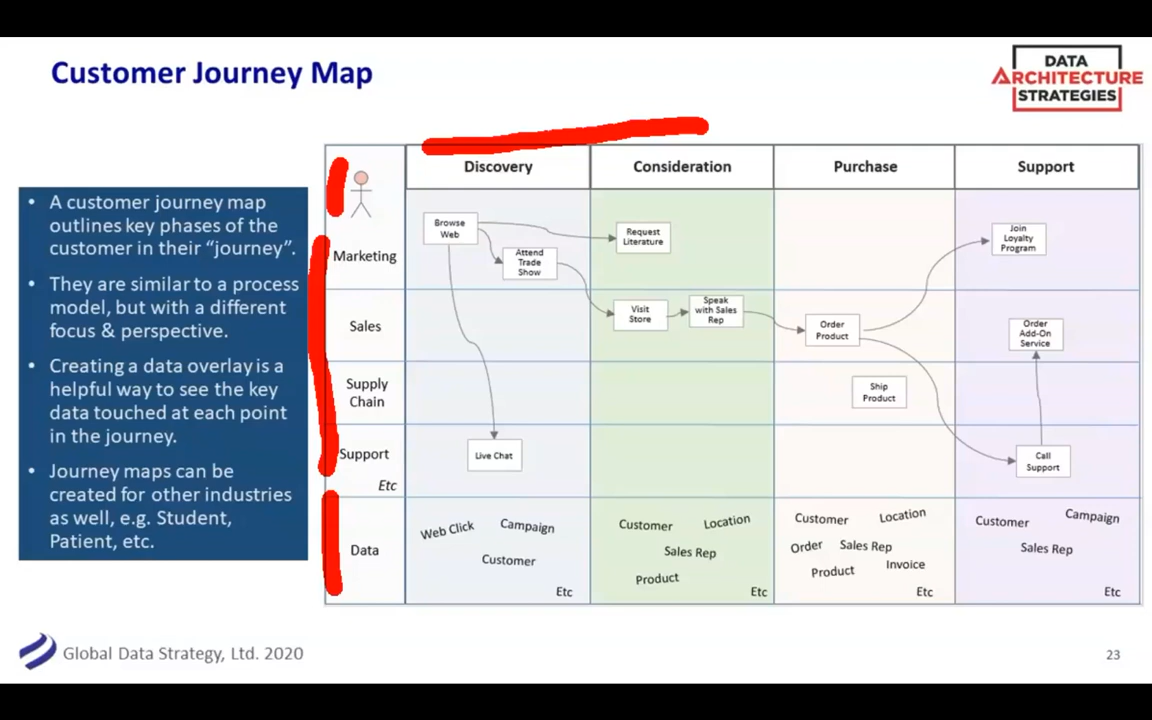 Customer Journey Map
DATA
ARCHITECTURE
STRATEGIES
• A customer journey map
outlines key phases of the
customer in their “journey”.
• They are similar to a process
model, but with a different
focus & perspective.
• Creating a data overlay is a
helpful way to see the key
data touched at each point
in the journey.
• Journey maps can be
created for other industries
as well, e.g. Student,
Patient, etc.
Discovery
Consideration
Purchase
Support
Marketing
Browse
Web
Attend
Trade
Show
Request
Literature
Join
Loyalty
Program
Sales
Visit
Store
Speak
with Sales
Rep
Order
Product
Order
Add-On
Service
Supply
Chain
Ship
Product
Support
Etc
Live Chat
Call
Support
Data
Web Click
Campaign
Customer
Etc
Customer
Location
Sales Rep
Product
Etc
Customer
Location
Order
Sales Rep
Product
Invoice
Etc
Customer
Campaign
Sales Rep
Etc
Global Data Strategy, Ltd. 2020
23